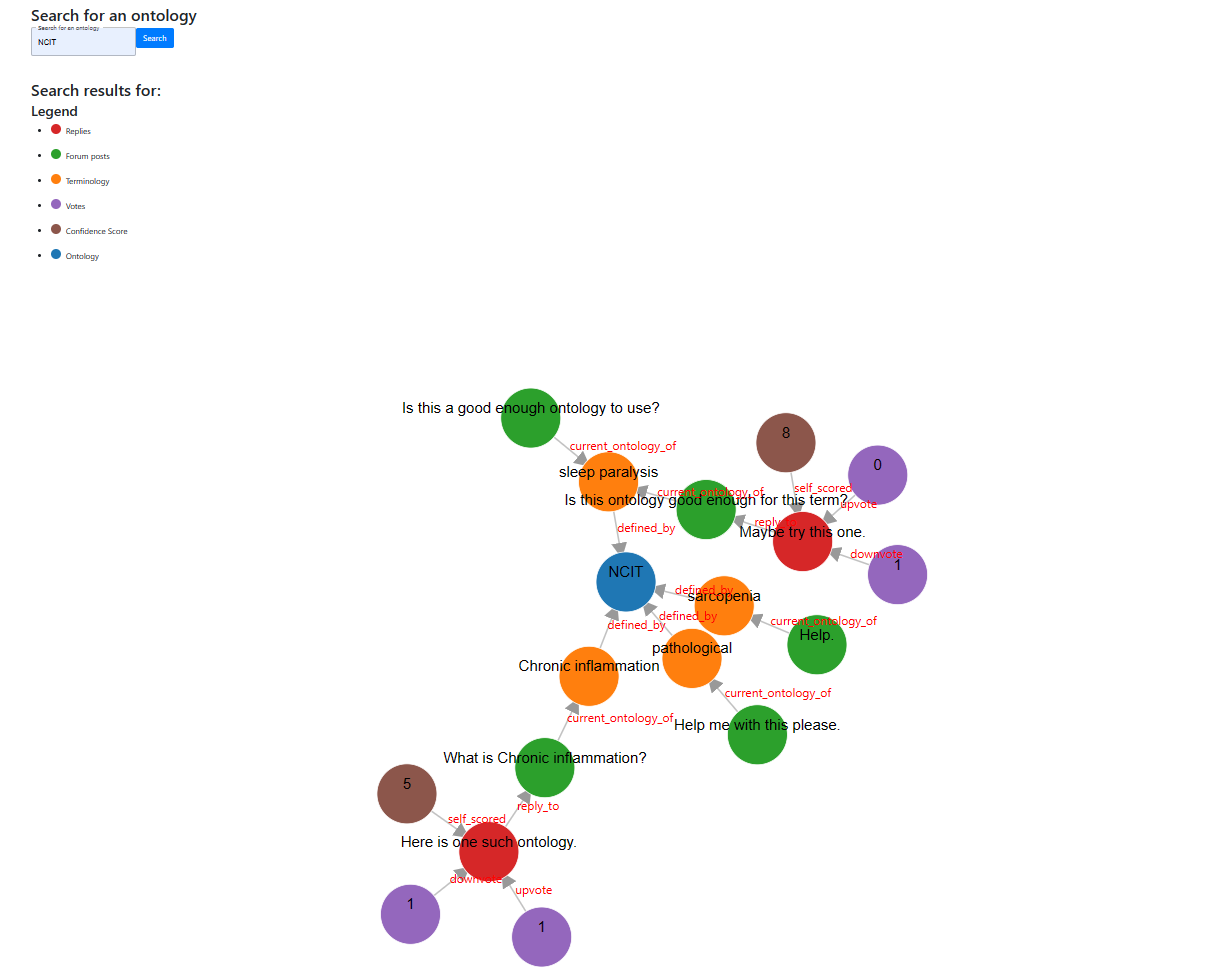 Search for an ontology
Search for an ontology
NCIT
Search
Search results for:
Legend
Replies
Forum posts
Terminology
Votes
Confidence Score
Ontology
Is this a good enough ontology to use?
current_ontology_of
sleep paralysis
8
0
current_ontology_of
self_scored
Is this ontology good enough for this term?
upvote
reply_to
Maybe try this one.
defined_by
downvote
1
NCIT
defined_by
sarcopenia
defined_by
current_ontology_of
defined_by
Help.
pathological
Chronic inflammation
current_ontology_of
current_ontology_of
Help me with this please.
What is Chronic inflammation?
5
reply_to
self_scored
Here is one such ontology.
downvote
upvote
1
1